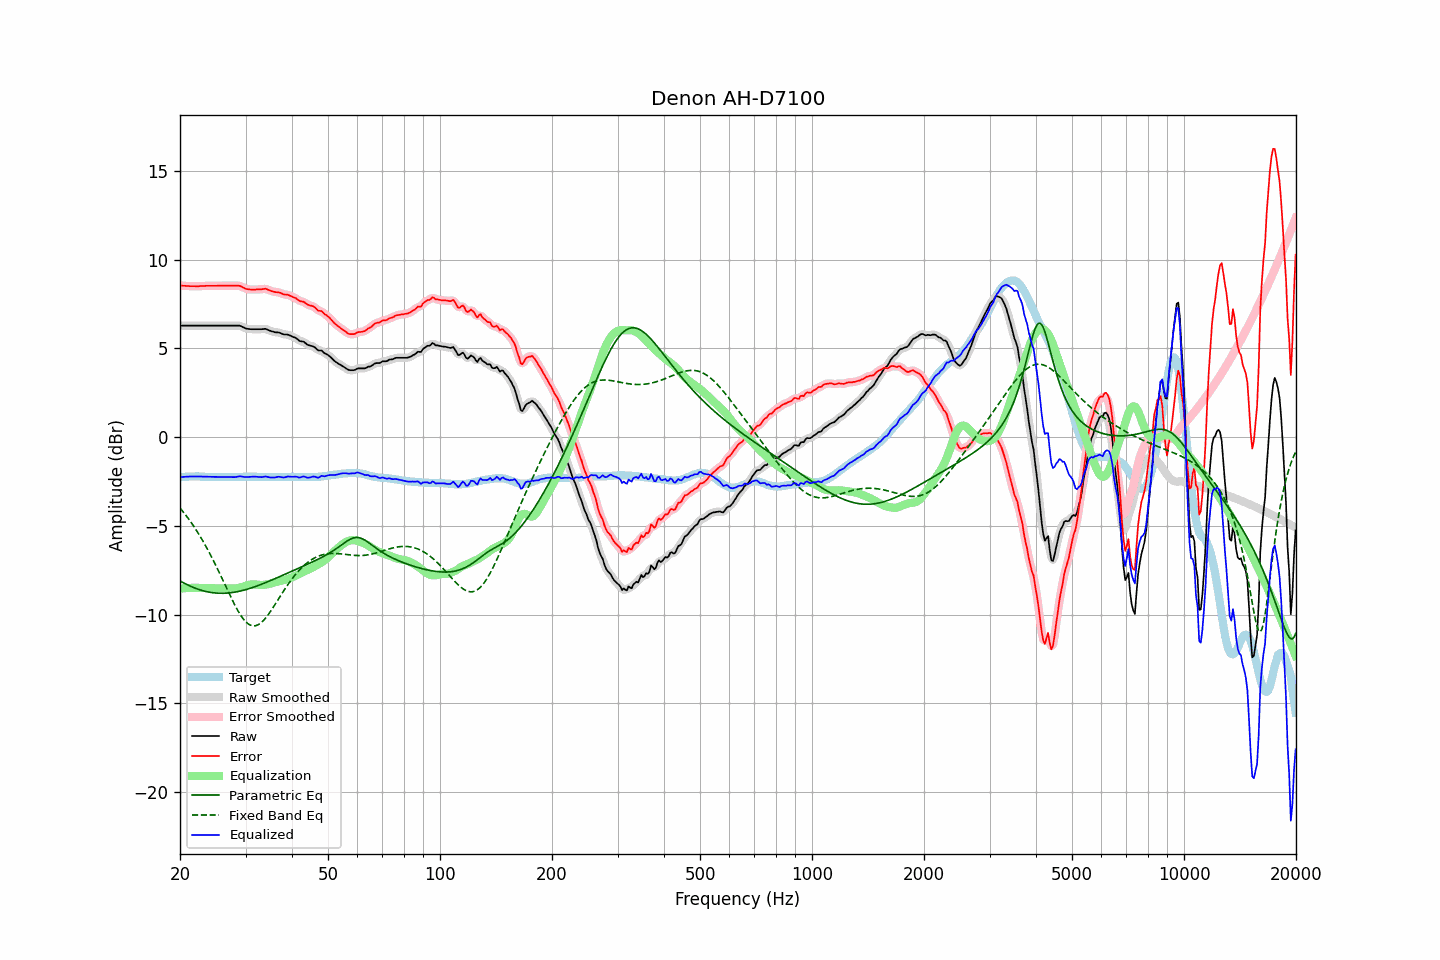 Denon AH-D7100
Amplitude (dBr)
15
10
5
0
−5
−10
−15
−20
Target
Raw Smoothed
Error Smoothed
Raw
Error
Equalization
Parametric Eq
Fixed Band Eq
Equalized
20 50 100 200 500 1000 2000 5000 10000 20000
Frequency (Hz)